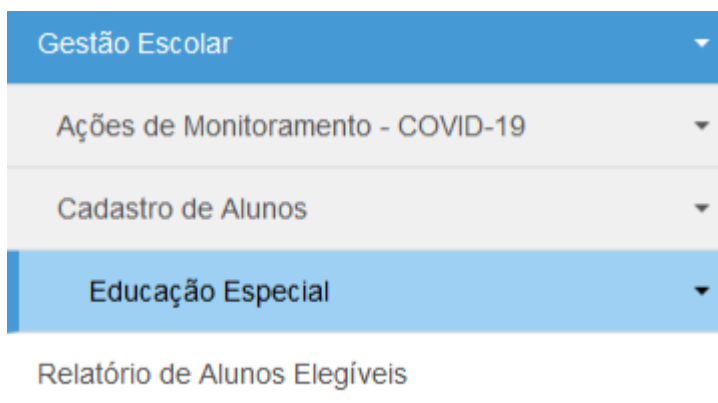 Gestão Escolar
Ações de Monitoramento - COVID-19
Cadastro de Alunos
Educação Especial
Relatório de Alunos Elegíveis